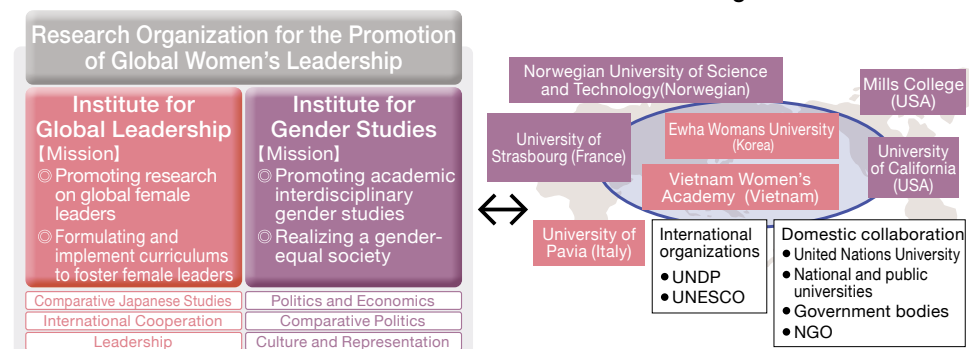 Research Organization for the Promotion
of Global Women's Leadership
Institute for
Global Leadership
【Mission】
◎Promoting research
on global female
leaders
◎Formulating and
implement curriculums
to foster female leaders
Institute for
Gender Studies
【Mission】
◎Promoting academic
interdisciplinary
gender studies
◎Realizing a gender-
equal society
Comparative Japanese Studies
International Cooperation
Leadership
Politics and Economics
Comparative Politics
Culture and Representation
Norwegian University of Science
and Technology(Norwegian)
Mills College
(USA)
University of
Strasbourg (France)
Ewha Womans University
(Korea)
University
of California
(USA)
Vietnam Women's
Academy (Vietnam)
University of
Pavia (Italy)
International
organizations
●UNDP
●UNESCO
Domestic collaboration
●United Nations University
●National and public
universities
●Government bodies
●NGO